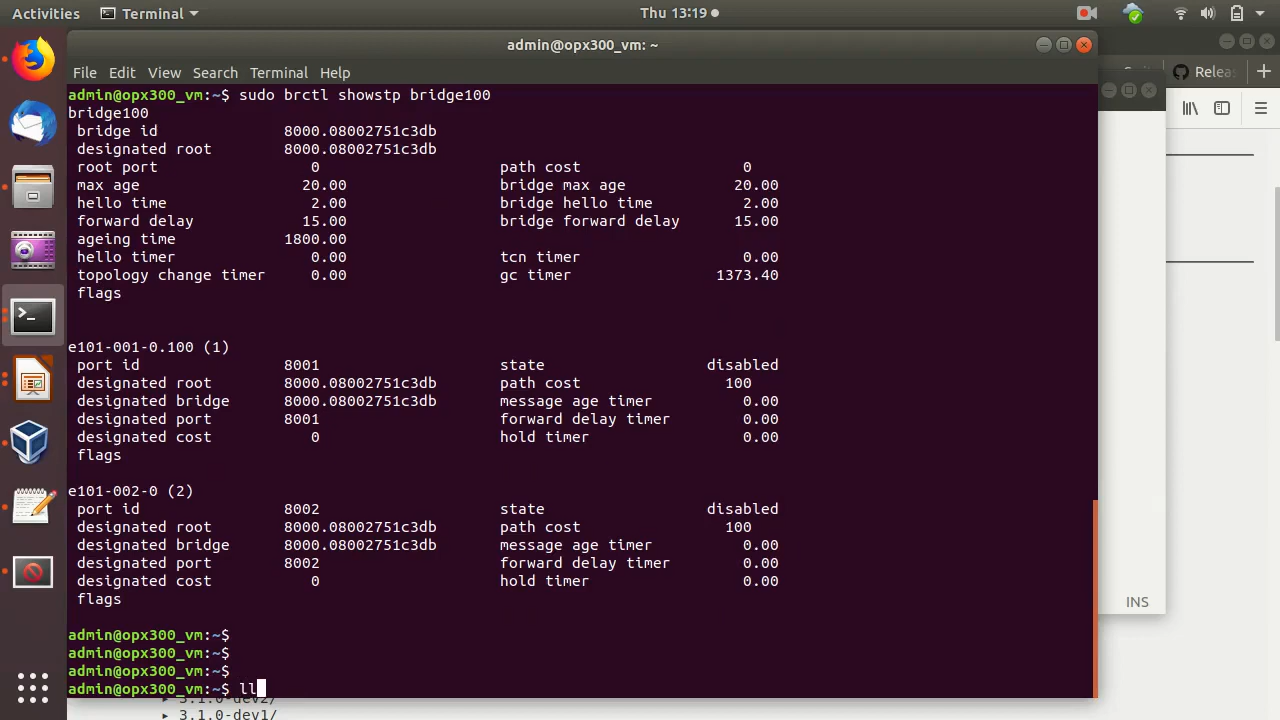 Activities Terminal Thu 13:19
admin@opx300_vm: ~
File Edit View Search Terminal Help
Relea
admin@opx300_vm:~$ sudo brctl showstp bridge100
bridge100
bridge id 8000.08002751c3db
designated root 8000.08002751c3db
root port 0 path cost 0
max age 20.00 bridge max age 20.00
hello time 2.00 bridge hello time 2.00
forward delay 15.00 bridge forward delay 15.00
ageing time 1800.00
hello timer 0.00 tcn timer 0.00
topology change timer 0.00 gc timer 1373.40
flags
e101-001-0.100 (1)
port id 8001 state disabled
designated root 8000.08002751c3db path cost 100
designated bridge 8000.08002751c3db message age timer 0.00
designated port 8001 forward delay timer 0.00
designated cost 0 hold timer 0.00
flags
e101-002-0 (2)
port id 8002 state disabled
designated root 8000.08002751c3db path cost 100
designated bridge 8000.08002751c3db message age timer 0.00
designated port 8002 forward delay timer 0.00
designated cost 0 hold timer 0.00
flags
INS
admin@opx300_vm:~$
admin@opx300_vm:~$
admin@opx300_vm:~$
admin@opx300_vm:~$ ll
3.1.0-dev2/
3.1.0-dev1/